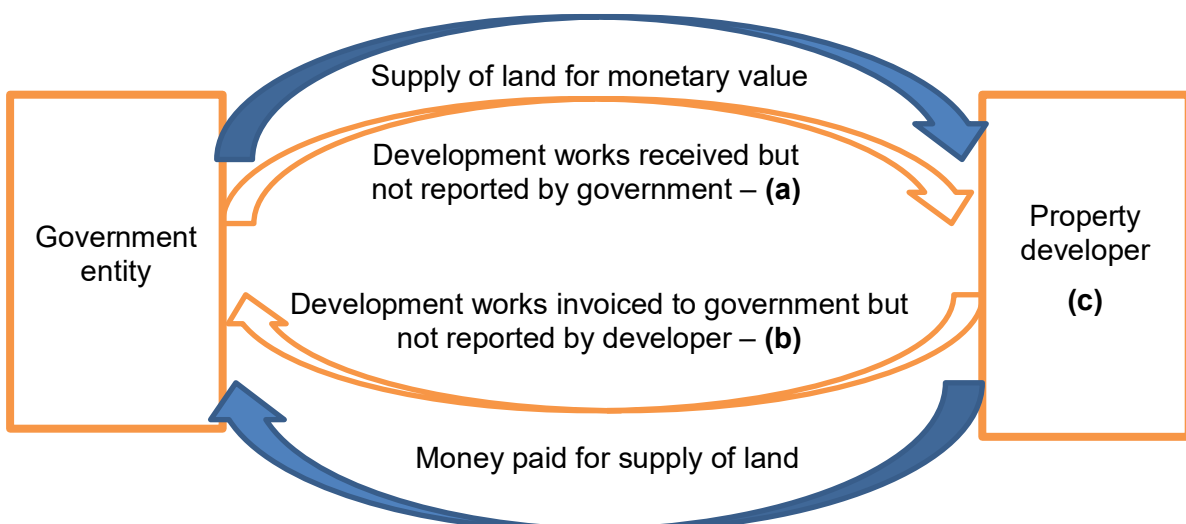 Supply of land for monetary value
Development works received but
not reported by government – (a)
Government
entity
Property
developer
(c)
Development works invoiced to government but
not reported by developer – (b)
Money paid for supply of land